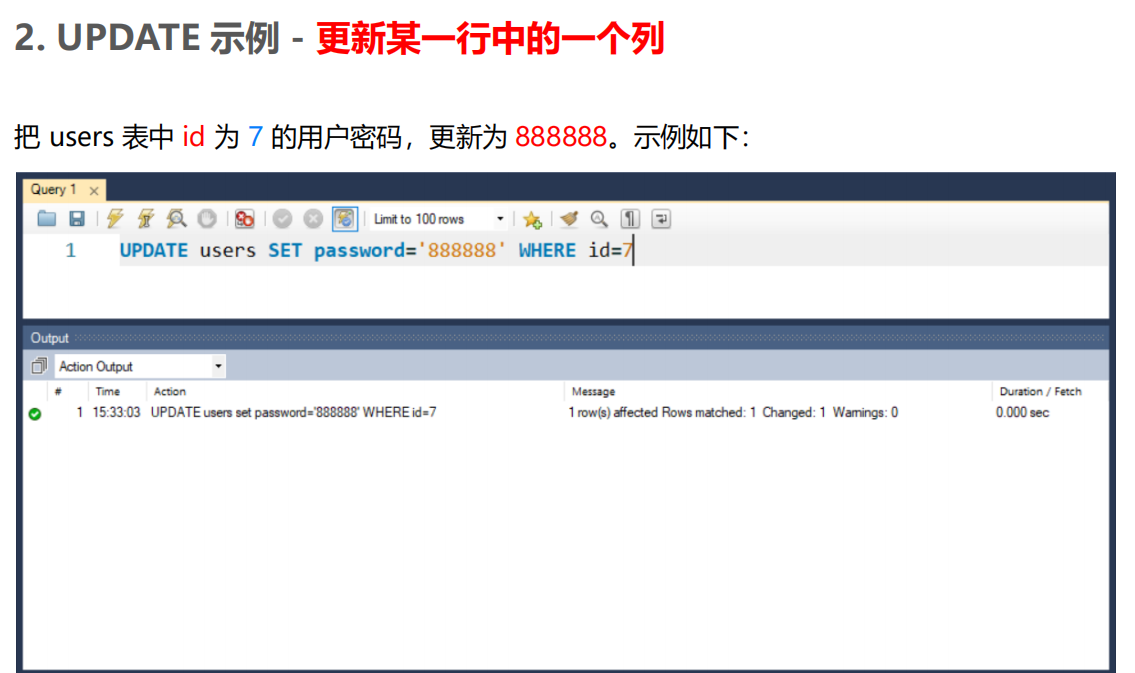 2. UPDATE 示例 - 更新某一行中的一个列
把 users 表中 id 为 7 的用户密码，更新为 888888。示例如下：
Query 1
Limit to 100 rows
1 UPDATE users SET password='888888' WHERE id=7
Output
Action Output
# Time Action Message Duration / Fetch
1 15:33:03 UPDATE users set password='888888' WHERE id=7 1 row(s) affected Rows matched: 1 Changed: 1 Warnings: 0 0.000 sec